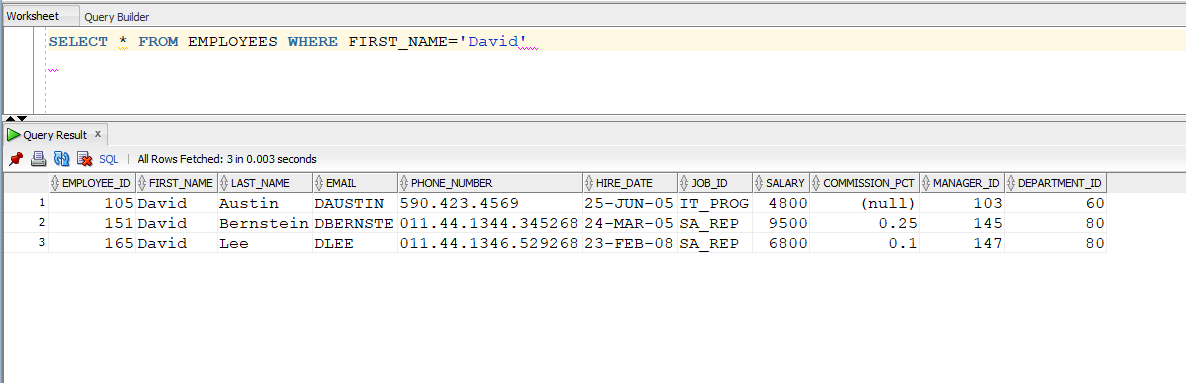 Worksheet Query Builder
SELECT * FROM EMPLOYEES WHERE FIRST_NAME='David'
Query Result x
SQL | All Rows Fetched: 3 in 0.003 seconds
EMPLOYEE_ID FIRST_NAME LAST_NAME EMAIL PHONE_NUMBER HIRE_DATE JOB_ID SALARY COMMISSION_PCT MANAGER_ID DEPARTMENT_ID
1 105 David Austin DAUSTIN 590.423.4569 25-JUN-05 IT_PROG 4800 (null) 103 60
2 151 David Bernstein DBERNSTE 011.44.1344.345268 24-MAR-05 SA_REP 9500 0.25 145 80
3 165 David Lee DLEE 011.44.1346.529268 23-FEB-08 SA_REP 6800 0.1 147 80